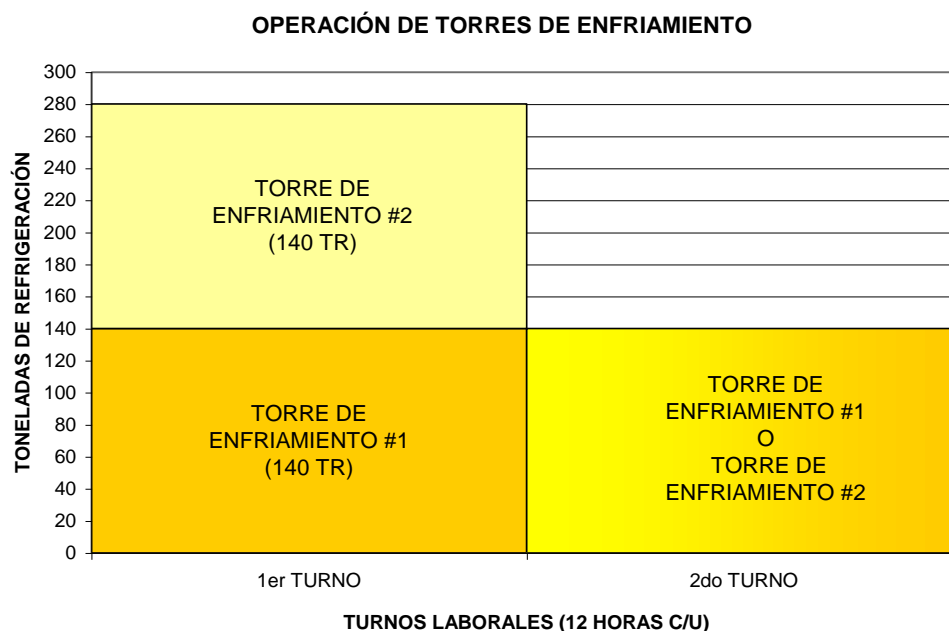 OPERACIÓN DE TORRES DE ENFRIAMIENTO
TONELADAS DE REFRIGERACIÓN
300
280
260
240
220
200
180
160
140
120
100
80
60
40
20
0
TORRE DE
ENFRIAMIENTO #2
(140 TR)
TORRE DE
ENFRIAMIENTO #1
(140 TR)
TORRE DE
ENFRIAMIENTO #1
O
TORRE DE
ENFRIAMIENTO #2
1er TURNO
2do TURNO
TURNOS LABORALES (12 HORAS C/U)